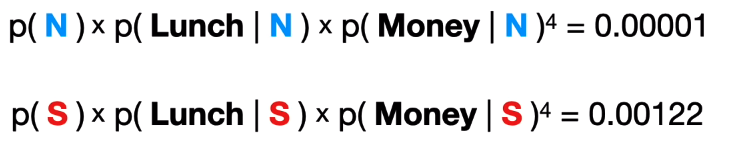 p( N ) × p( Lunch | N ) × p( Money | N )⁴ = 0.00001
p( S ) × p( Lunch | S ) × p( Money | S )⁴ = 0.00122